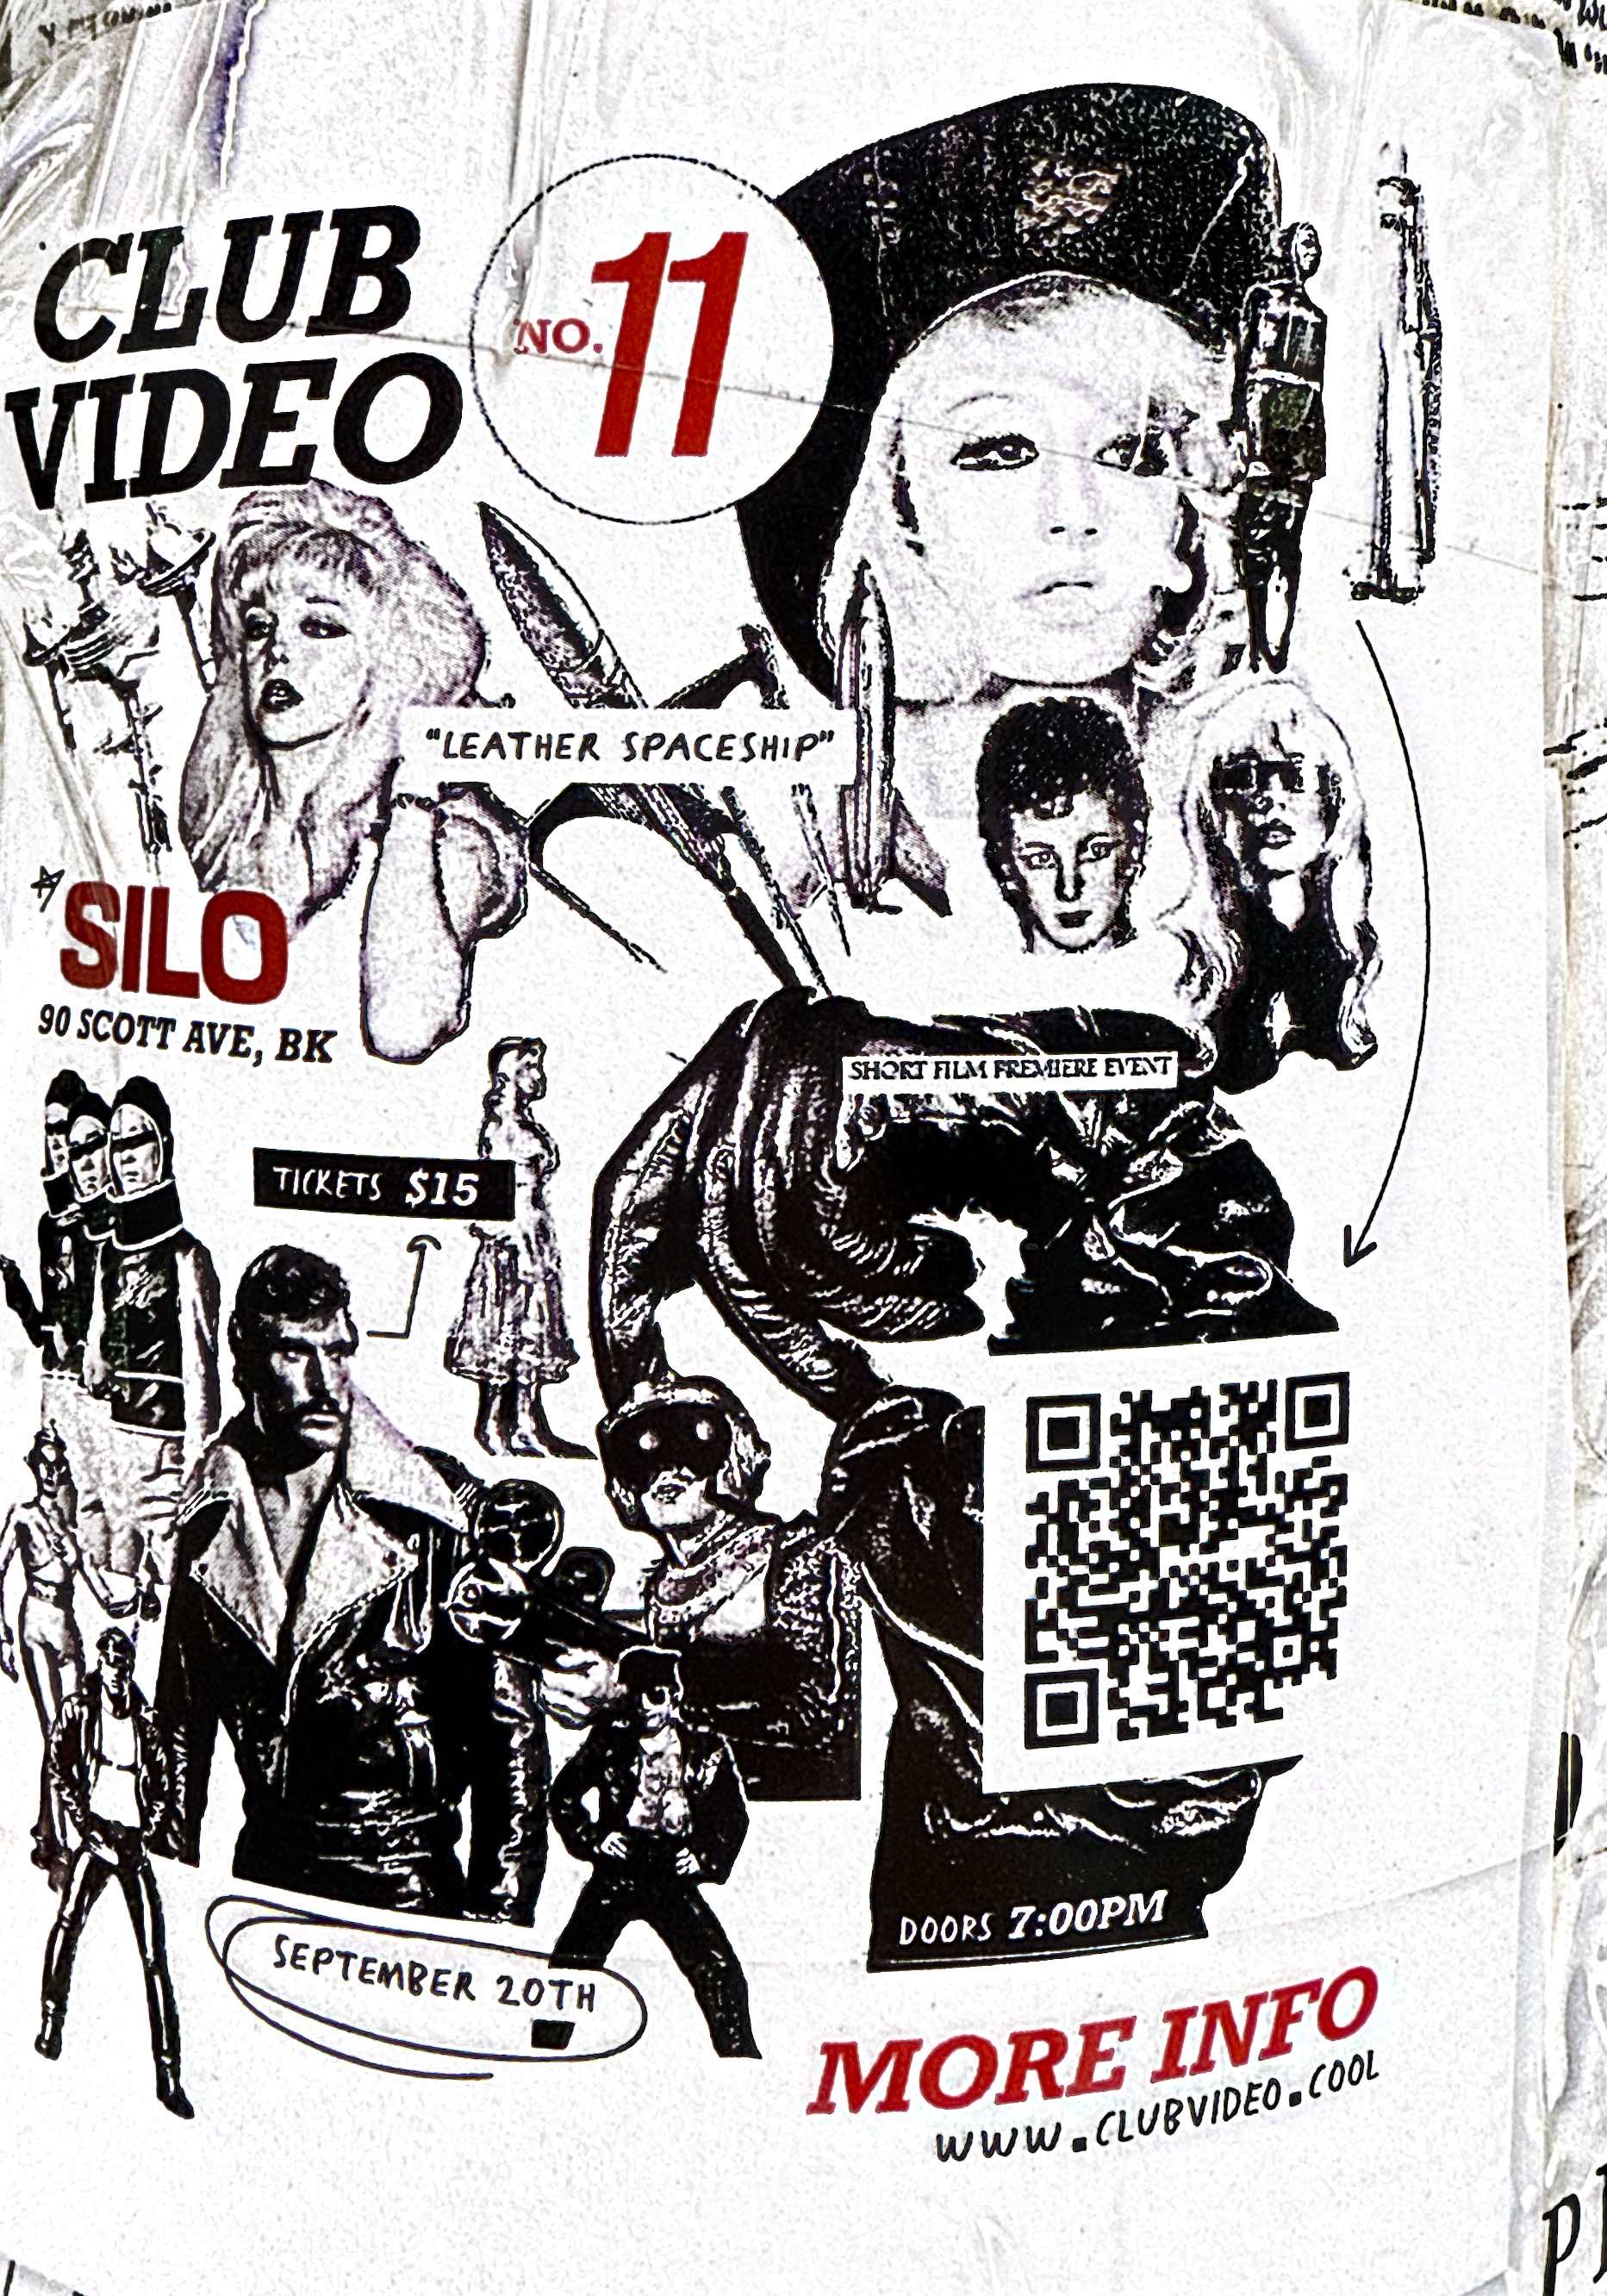 CLUB
VIDEO
NO. 11
"LEATHER SPACESHIP"
SILO
90 SCOTT AVE, BK
SHORT FILM PREMIERE EVENT
TICKETS $15
DOORS 7:00PM
SEPTEMBER 20TH
MORE INFO
WWW.CLUBVIDEO.COOL